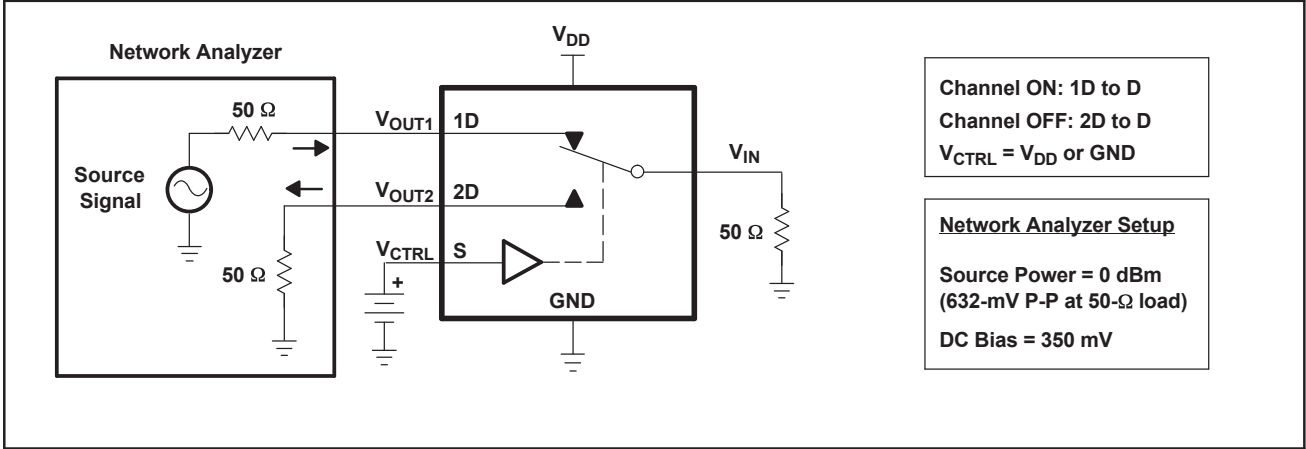 Network Analyzer
50 Ω
Source
Signal
50 Ω
V_OUT1
1D
V_OUT2
2D
V_CTRL
S
+
V_DD
GND
V_IN
50 Ω
Channel ON: 1D to D
Channel OFF: 2D to D
V_CTRL = V_DD or GND
Network Analyzer Setup
Source Power = 0 dBm
(632-mV P-P at 50-Ω load)
DC Bias = 350 mV